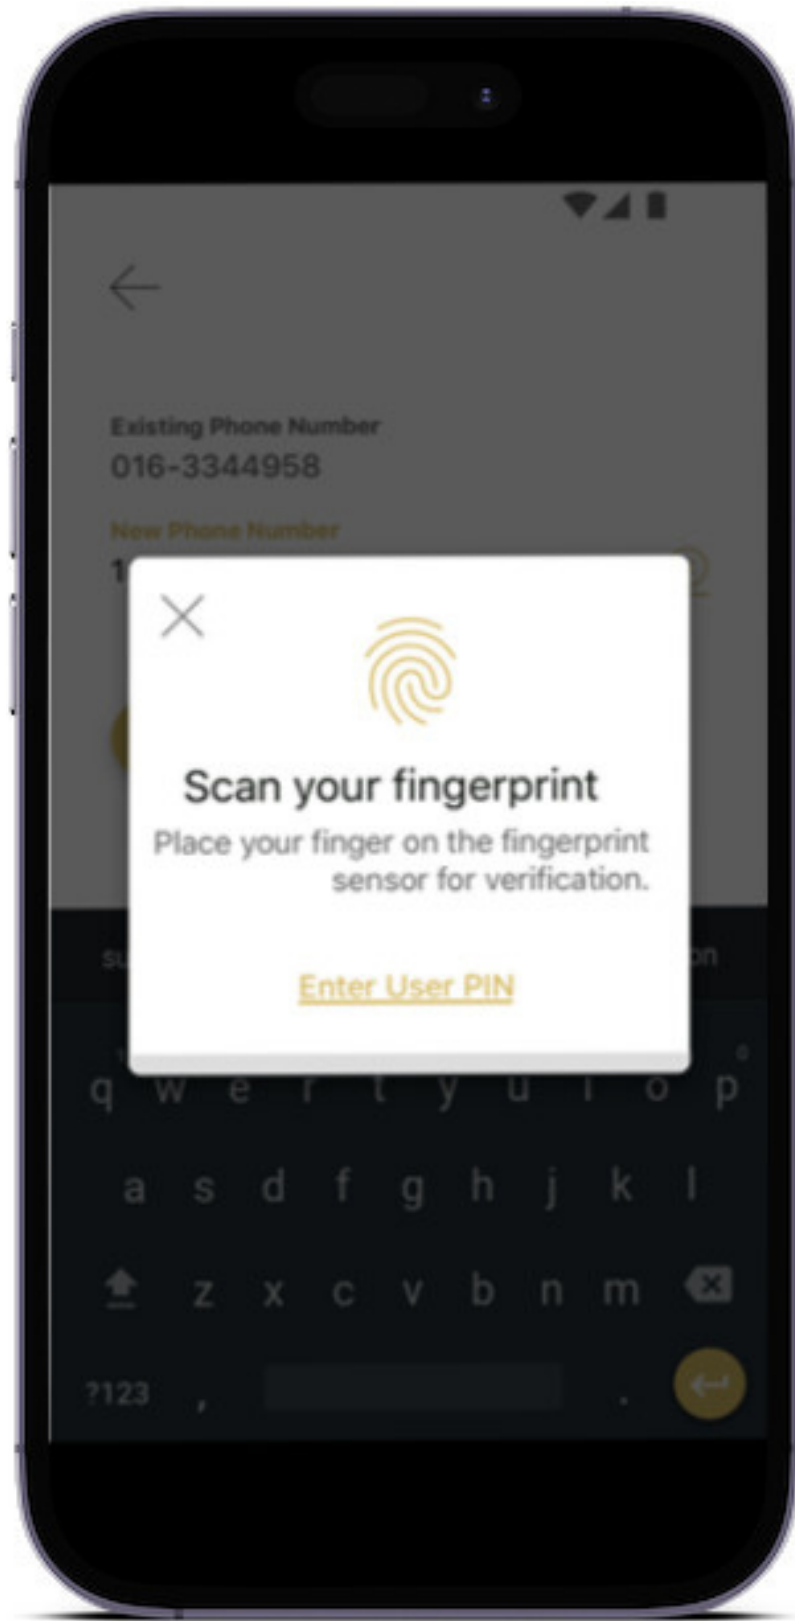 Existing Phone Number
016-3344958
New Phone Number
1
Scan your fingerprint
Place your finger on the fingerprint
sensor for verification.
Enter User PIN
q w e r t y u i o p
a s d f g h j k l
z x c v b n m
?123 , .